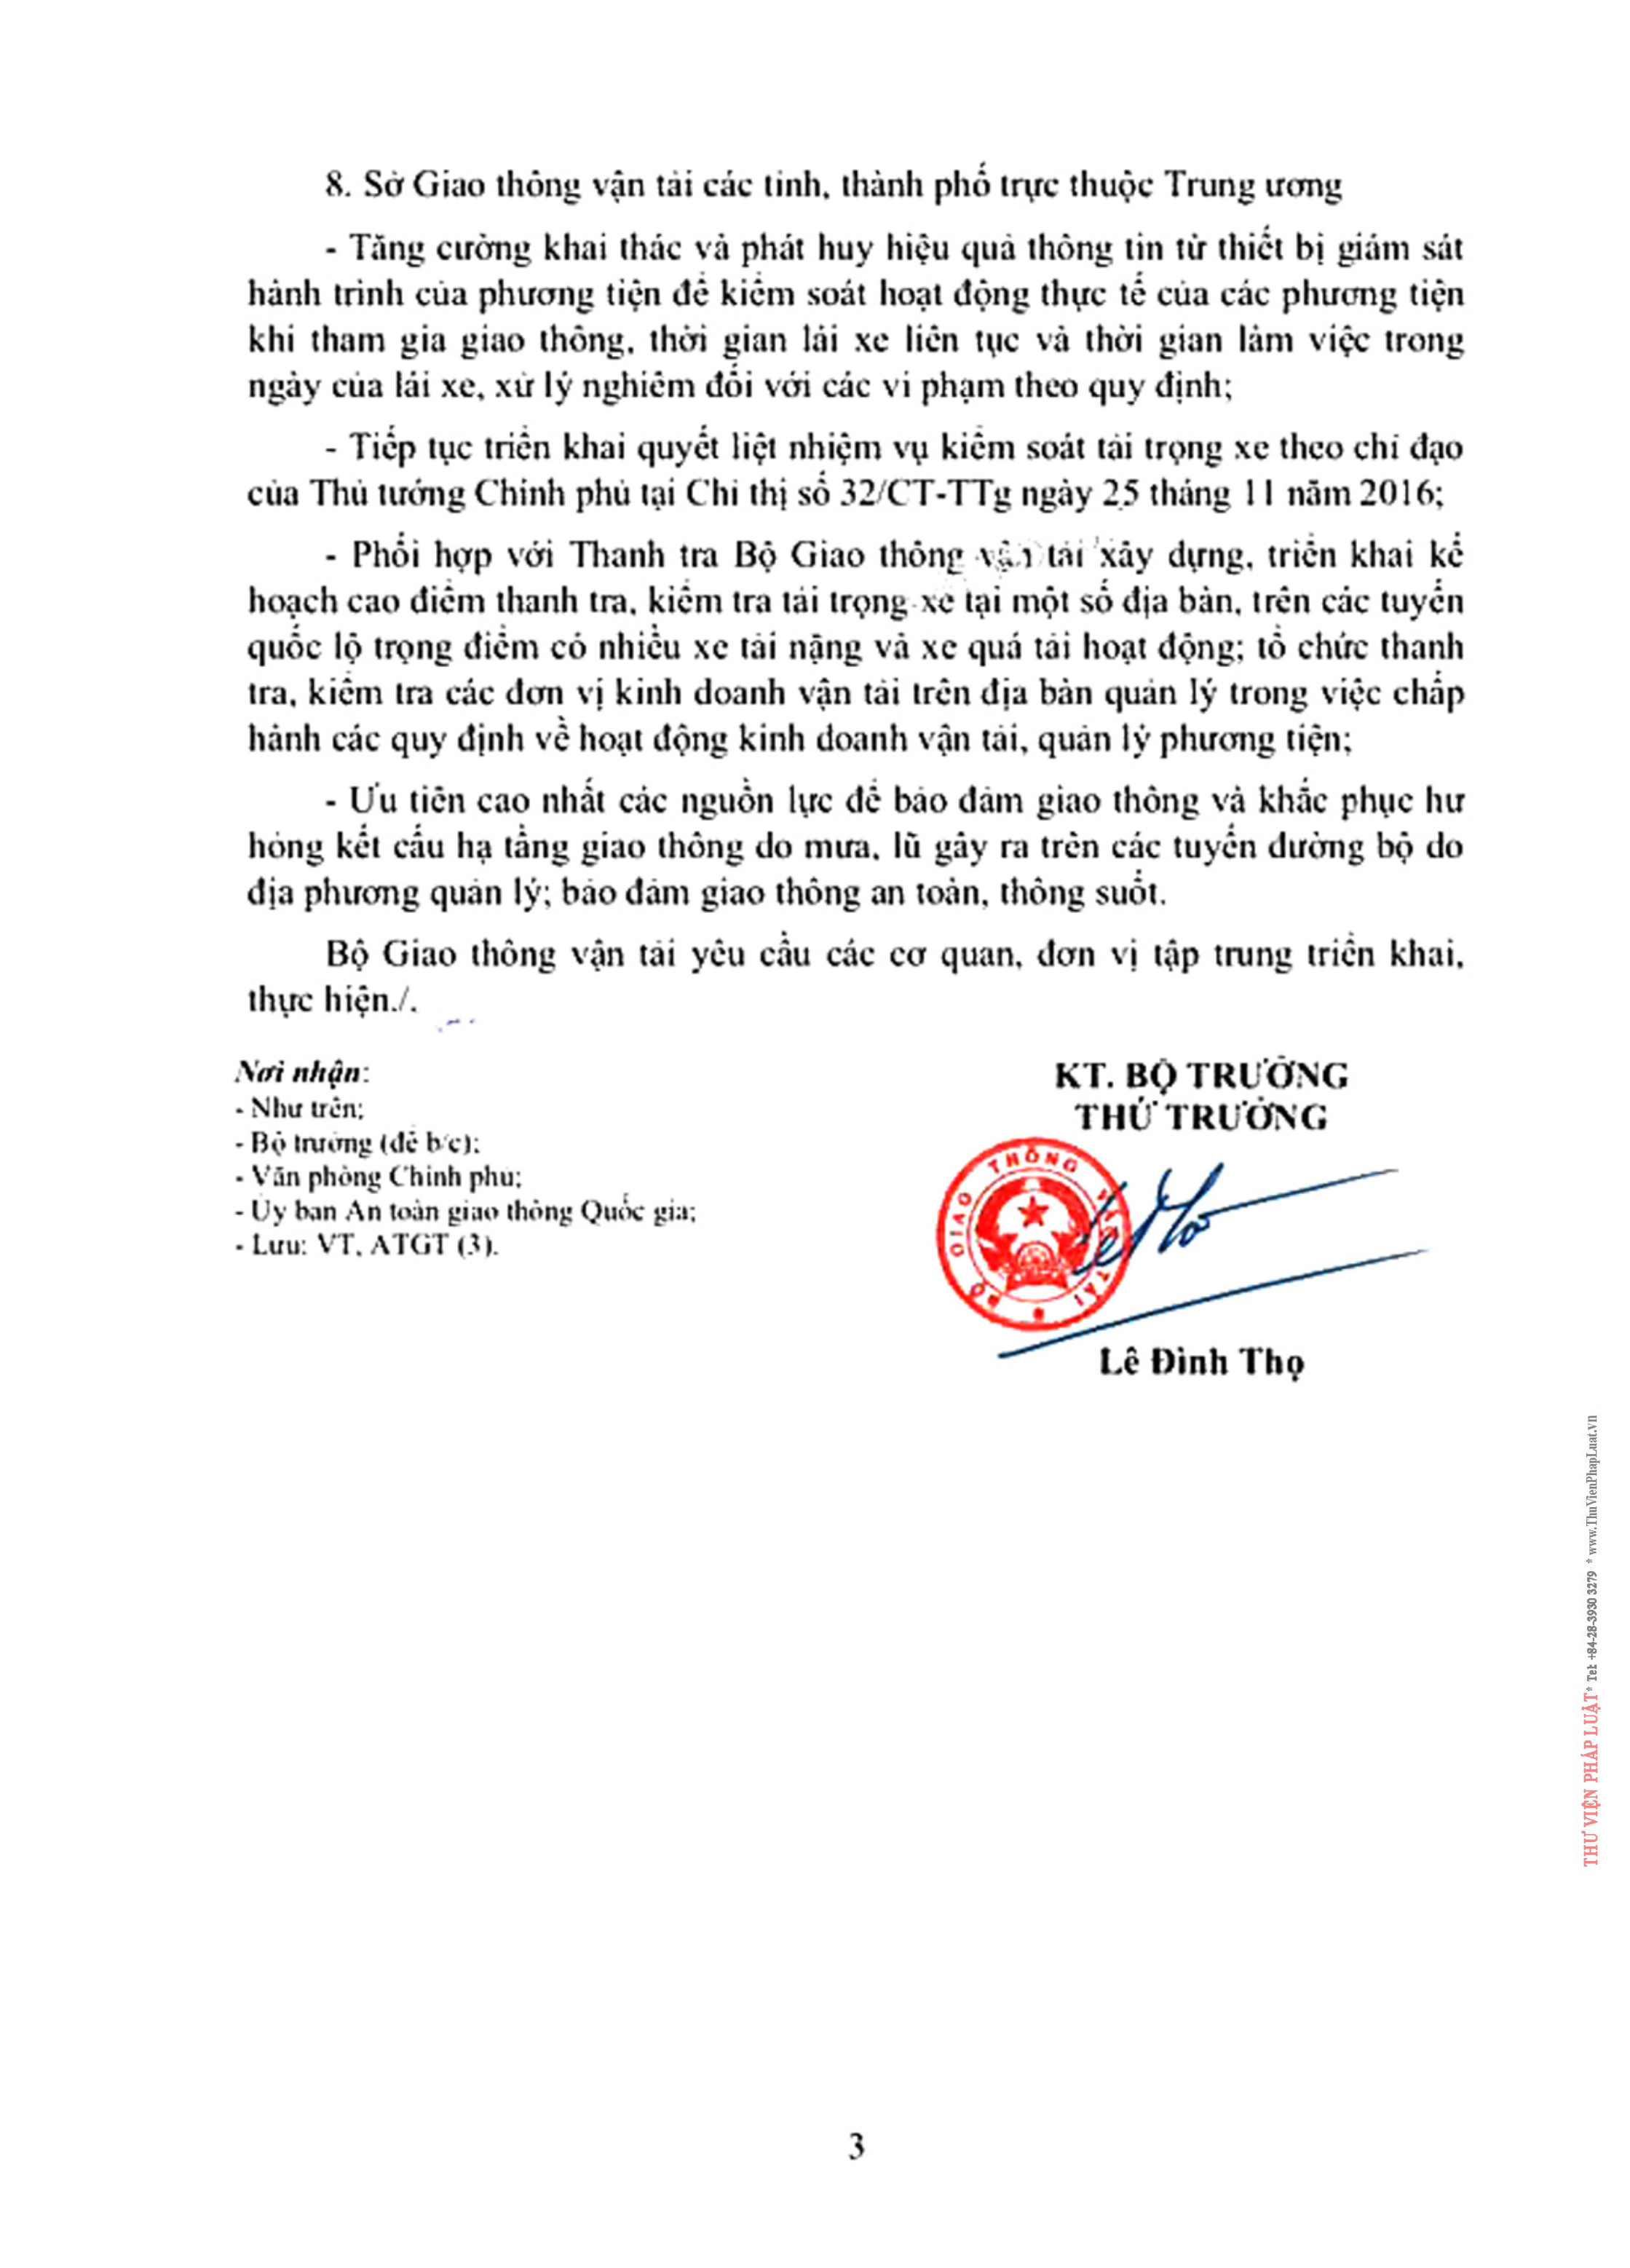 8. Sở Giao thông vận tải các tỉnh, thành phố trực thuộc Trung ương
- Tăng cường khai thác và phát huy hiệu quả thông tin từ thiết bị giám sát
hành trình của phương tiện để kiểm soát hoạt động thực tế của các phương tiện
khi tham gia giao thông, thời gian lái xe liên tục và thời gian làm việc trong
ngày của lái xe, xử lý nghiêm đối với các vi phạm theo quy định;
- Tiếp tục triển khai quyết liệt nhiệm vụ kiểm soát tải trọng xe theo chỉ đạo
của Thủ tướng Chính phủ tại Chỉ thị số 32/CT-TTg ngày 25 tháng 11 năm 2016;
- Phối hợp với Thanh tra Bộ Giao thông vận tải xây dựng, triển khai kế
hoạch cao điểm thanh tra, kiểm tra tải trọng xe tại một số địa bàn, trên các tuyến
quốc lộ trọng điểm có nhiều xe tải nặng và xe quá tải hoạt động; tổ chức thanh
tra, kiểm tra các đơn vị kinh doanh vận tải trên địa bàn quản lý trong việc chấp
hành các quy định về hoạt động kinh doanh vận tải, quản lý phương tiện;
- Ưu tiên cao nhất các nguồn lực để bảo đảm giao thông và khắc phục hư
hỏng kết cấu hạ tầng giao thông do mưa, lũ gây ra trên các tuyến đường bộ do
địa phương quản lý; bảo đảm giao thông an toàn, thông suốt.
Bộ Giao thông vận tải yêu cầu các cơ quan, đơn vị tập trung triển khai,
thực hiện./.
Nơi nhận:
- Như trên;
- Bộ trưởng (để b/c);
- Văn phòng Chính phủ;
- Ủy ban An toàn giao thông Quốc gia;
- Lưu: VT, ATGT (3).
KT. BỘ TRƯỞNG
THỨ TRƯỞNG
BỘ GIAO THÔNG VẬN TẢI
Lê Đình Thọ
THƯ VIỆN PHÁP LUẬT * Tel: +84-28-3930 3279 * www.ThuVienPhapLuat.vn
3